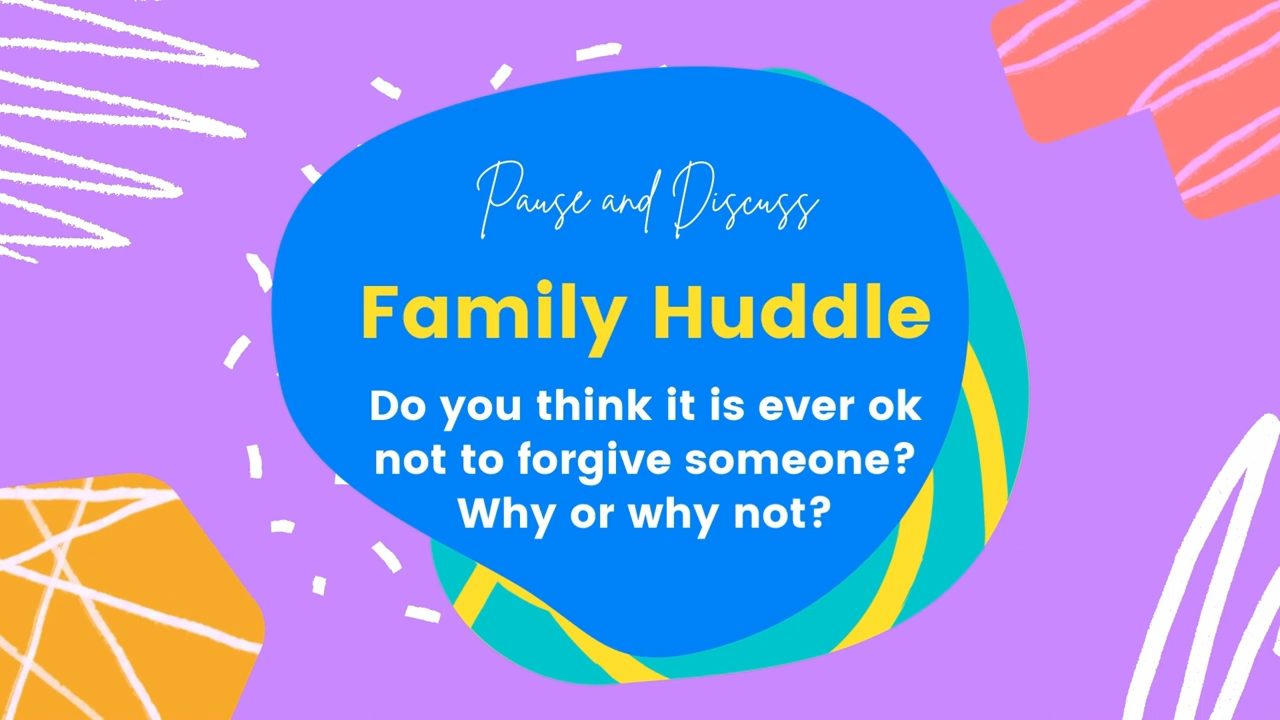 Pause and Discuss
Family Huddle
Do you think it is ever ok
not to forgive someone?
Why or why not?